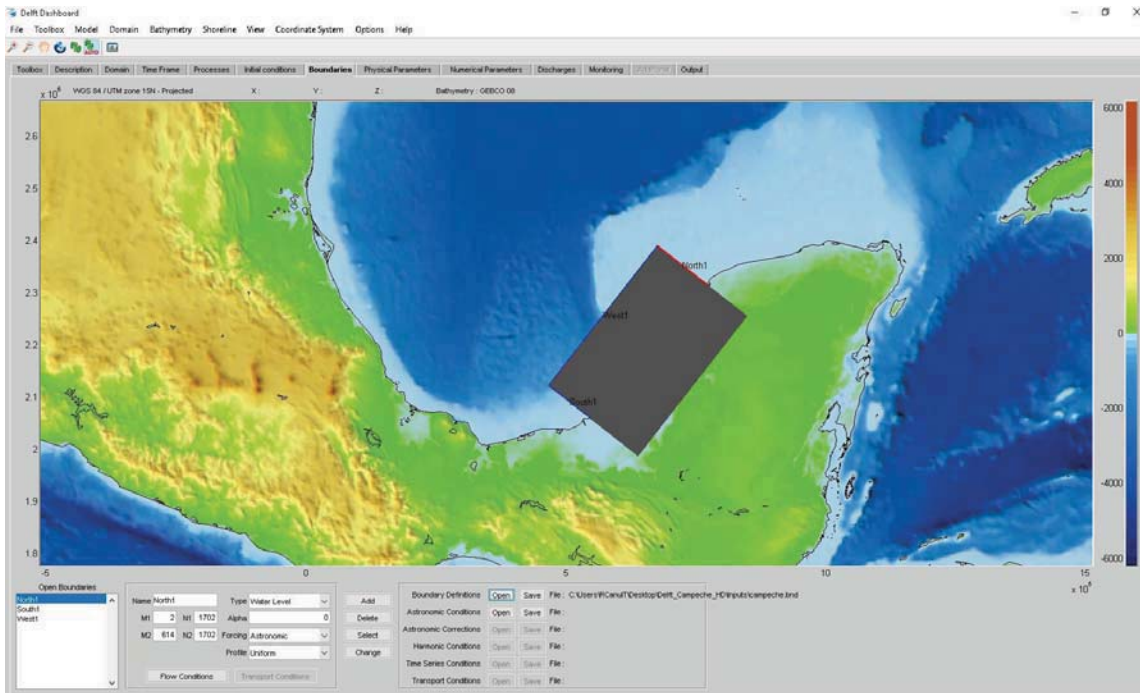 Delft Dashboard
File Toolbox Model Domain Bathymetry Shoreline View Coordinate System Options Help
Toolbox Description Domain Time Frame Processes Initial conditions Boundaries Physical Parameters Numerical Parameters Discharges Monitoring Additional Output
x 10^6 WGS 84 / UTM zone 15N - Projected X : Y : Z : Bathymetry : GEBCO 08
6000
2.6
2.5
4000
2.4
North1
2.3
2000
West1
2.2
0
2.1
South1
-2000
2
1.9
-4000
1.8
-6000
-5 0 5 10 15
Open Boundaries
North1
South1
West1
Name North1 Type Water Level
M1 2 N1 1702 Alpha 0
M2 614 N2 1702 Forcing Astronomic
Profile Uniform
Flow Conditions Transport Conditions
Add
Delete
Select
Change
Boundary Definitions Open Save File : C:\Users\RCanulT\Desktop\Delft_Campeche_HD\Inputs\campeche.bnd
Astronomic Conditions Open Save File :
Astronomic Corrections Open Save File :
Harmonic Conditions Open Save File :
Time Series Conditions Open Save File :
Transport Conditions Open Save File :